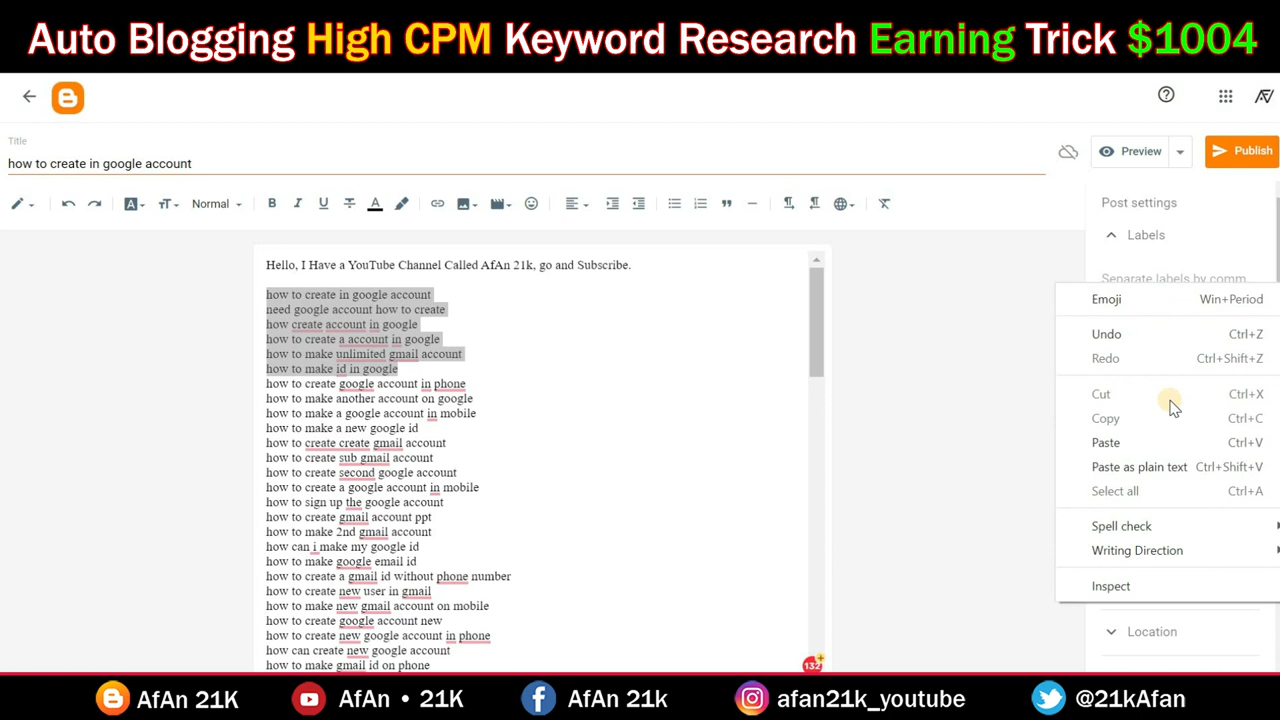 Auto Blogging High CPM Keyword Research Earning Trick $1004
Title
how to create in google account
Preview
Publish
Normal
Post settings
Labels
Separate labels by comm
Hello, I Have a YouTube Channel Called AfAn 21k, go and Subscribe.
how to create in google account
need google account how to create
how create account in google
how to create a account in google
how to make unlimited gmail account
how to make id in google
how to create google account in phone
how to make another account on google
how to make a google account in mobile
how to make a new google id
how to create create gmail account
how to create sub gmail account
how to create second google account
how to create a google account in mobile
how to sign up the google account
how to create gmail account ppt
how to make 2nd gmail account
how can i make my google id
how to make google email id
how to create a gmail id without phone number
how to create new user in gmail
how to make new gmail account on mobile
how to create google account new
how to create new google account in phone
how can create new google account
how to make gmail id on phone
132
Emoji Win+Period
Undo Ctrl+Z
Redo Ctrl+Shift+Z
Cut Ctrl+X
Copy Ctrl+C
Paste Ctrl+V
Paste as plain text Ctrl+Shift+V
Select all Ctrl+A
Spell check
Writing Direction
Inspect
Location
AfAn 21K
AfAn • 21K
AfAn 21k
afan21k_youtube
@21kAfan